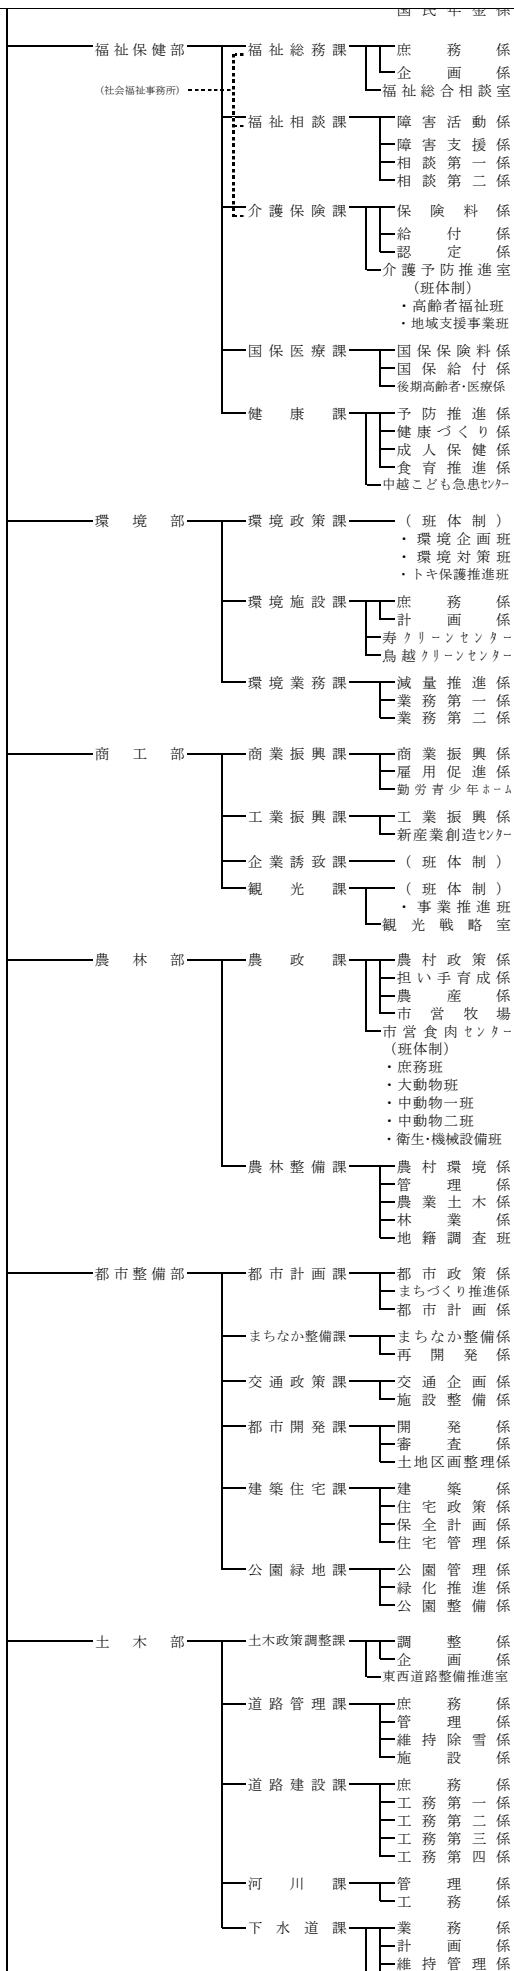 国民年金係
福祉保健部 福祉総務課 庶務係
企画係
(社会福祉事務所) 福祉総合相談室
福祉相談課 障害活動係
障害支援係
相談第一係
相談第二係
介護保険課 保険料係
給付係
認定係
介護予防推進室
(班体制)
・高齢者福祉班
・地域支援事業班
国保医療課 国保保険料係
国保給付係
後期高齢者・医療係
健康課 予防推進係
健康づくり係
成人保健係
食育推進係
中越こども急患センター
環境部 環境政策課 (班体制)
・環境企画班
・環境対策班
・トキ保護推進班
環境施設課 庶務係
計画係
寿クリーンセンター
鳥越クリーンセンター
環境業務課 減量推進係
業務第一係
業務第二係
商工部 商業振興課 商業振興係
雇用促進係
勤労青少年ホーム
工業振興課 工業振興係
新産業創造センター
企業誘致課 (班体制)
観光課 (班体制)
・事業推進班
観光戦略室
農林部 農政課 農村政策係
担い手育成係
農産係
市営牧場
市営食肉センター
(班体制)
・庶務班
・大動物班
・中動物一班
・中動物二班
・衛生・機械設備班
農林整備課 農村環境係
管理係
農業土木係
林業係
地籍調査班
都市整備部 都市計画課 都市政策係
まちづくり推進係
都市計画係
まちなか整備課 まちなか整備係
再開発係
交通政策課 交通企画係
施設整備係
都市開発課 開発係
審査係
土地区画整理係
建築住宅課 建築係
住宅政策係
保全計画係
住宅管理係
公園緑地課 公園管理係
緑化推進係
公園整備係
土木部 土木政策調整課 調整係
企画係
東西道路整備推進室
道路管理課 庶務係
管理係
維持除雪係
施設係
道路建設課 庶務係
工務第一係
工務第二係
工務第三係
工務第四係
河川課 管理係
工務係
下水道課 業務係
計画係
維持管理係